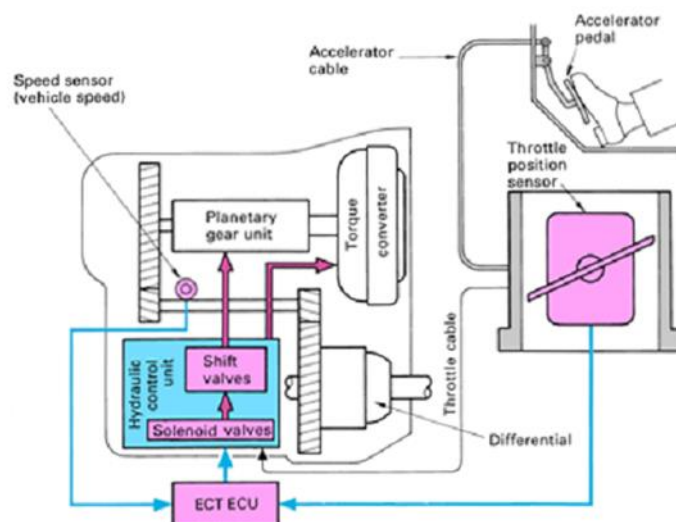 Accelerator
pedal
Accelerator
cable
Speed sensor
(vehicle speed)
Throttle
position
sensor
Planetary
gear unit
Torque
converter
Hydraulic
control
unit
Shift
valves
Solenoid valves
Throttle cable
Differential
ECT ECU